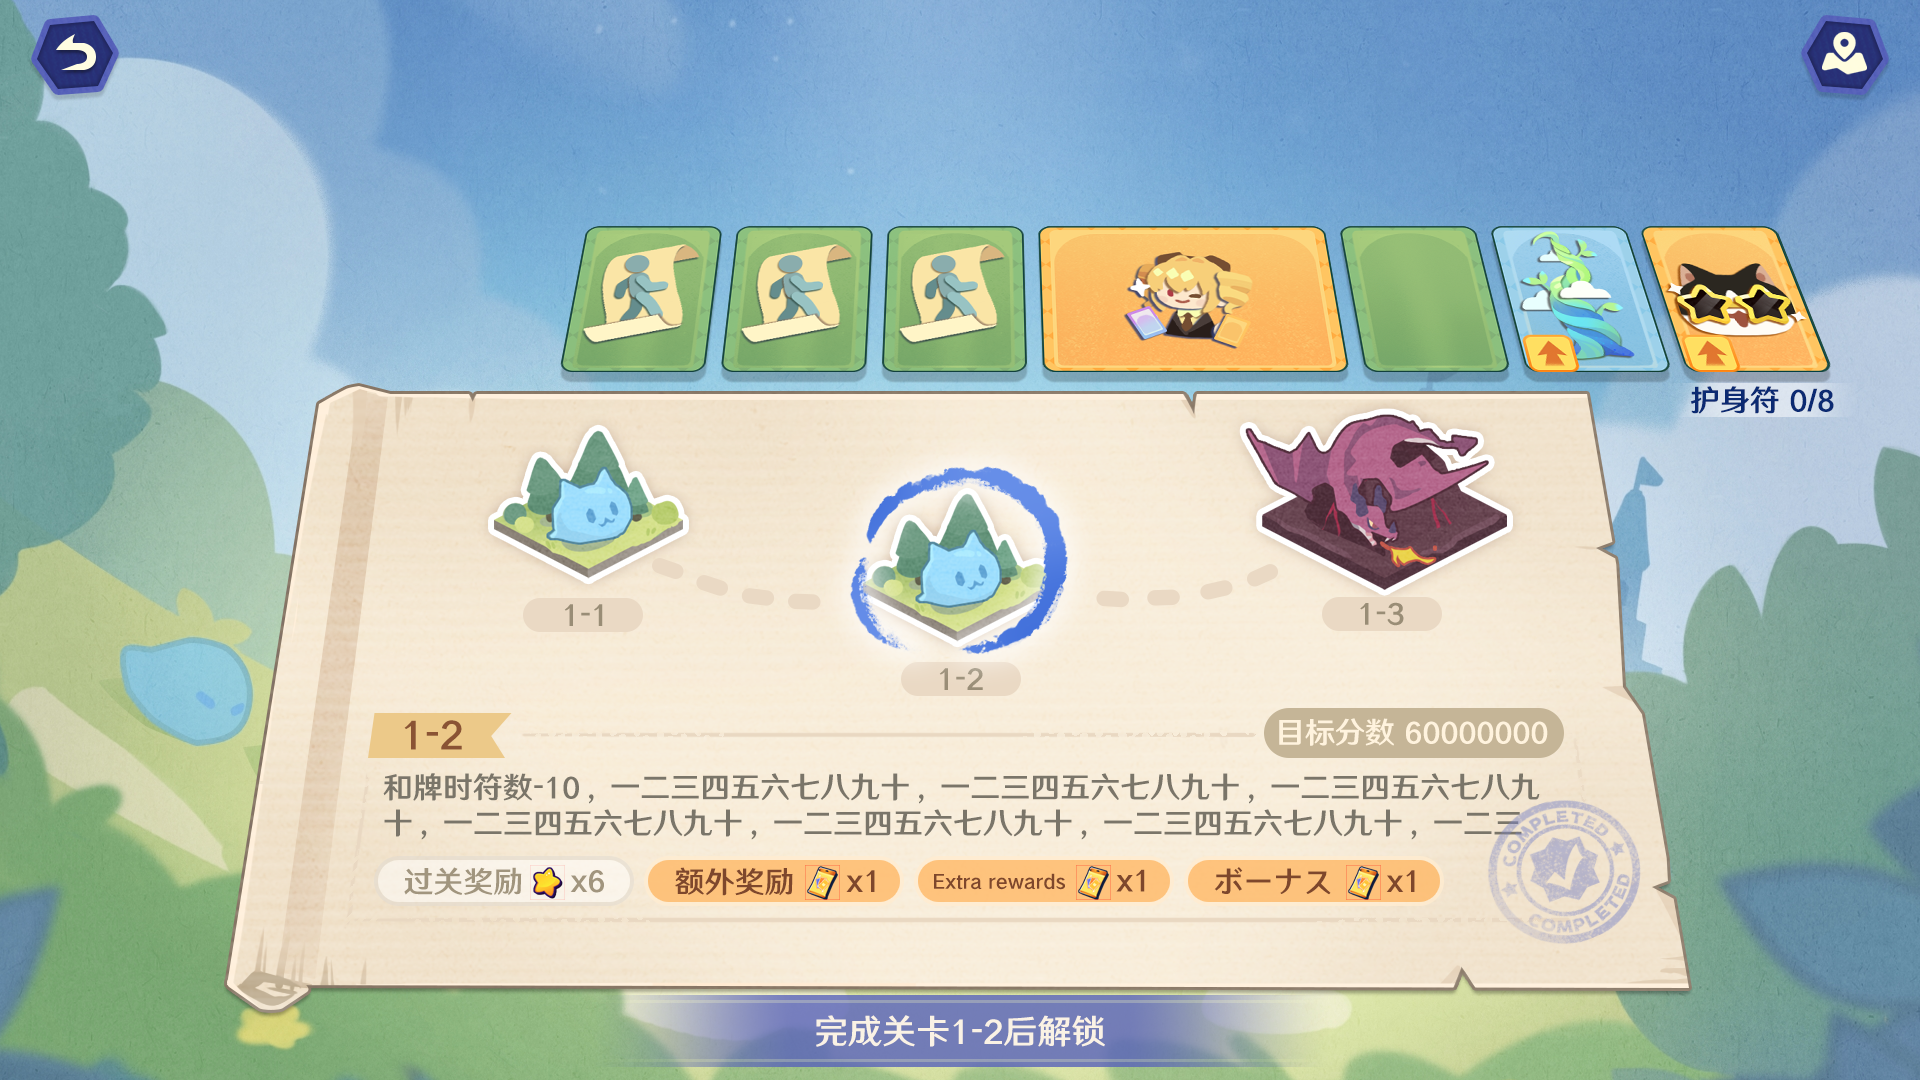 护身符 0/8
1-1
1-2
1-3
1-2
目标分数 60000000
和牌时符数-10，一二三四五六七八九十，一二三四五六七八九十，一二三四五六七八九
十，一二三四五六七八九十，一二三四五六七八九十，一二三四五六七八九十，一二三
过关奖励 x6
额外奖励 x1
Extra rewards x1
ボーナス x1
COMPLETED
COMPLETED
完成关卡1-2后解锁